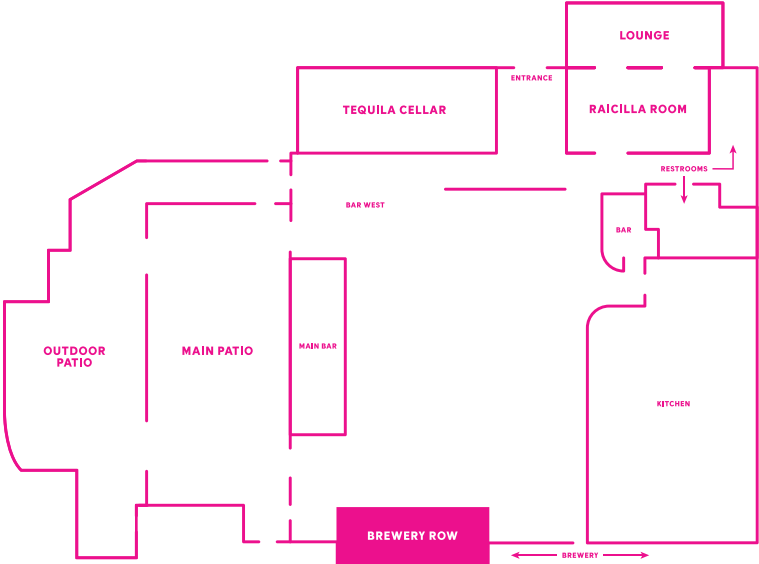 LOUNGE
ENTRANCE
TEQUILA CELLAR
RAICILLA ROOM
RESTROOMS
BAR WEST
BAR
OUTDOOR
PATIO
MAIN PATIO
MAIN BAR
KITCHEN
BREWERY ROW
BREWERY